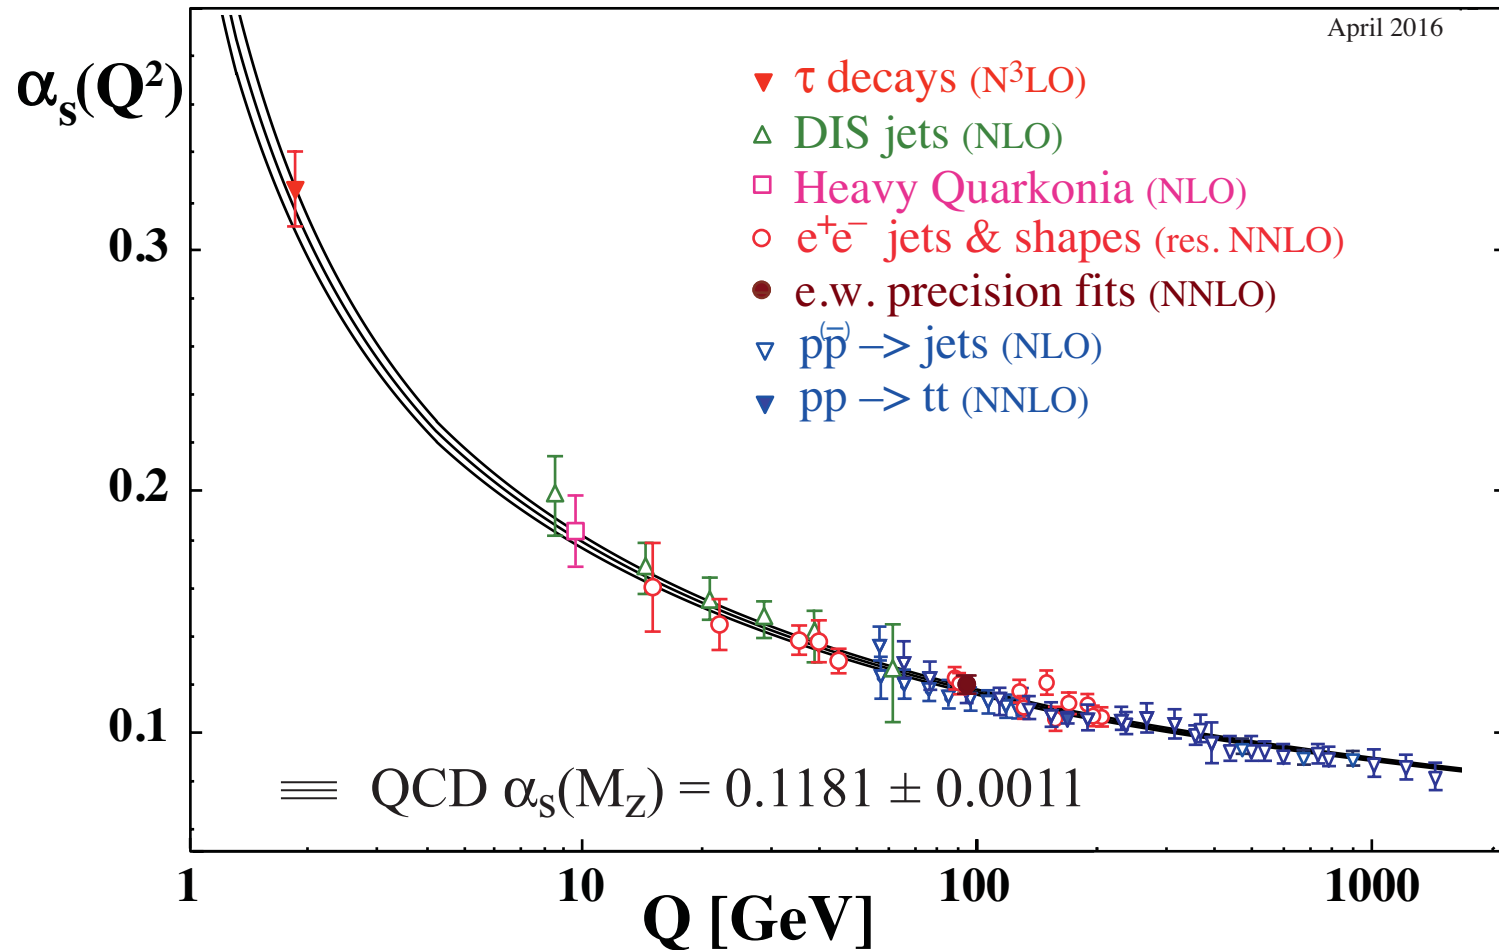 April 2016
αs(Q²)
τ decays (N³LO)
DIS jets (NLO)
Heavy Quarkonia (NLO)
e⁺e⁻ jets & shapes (res. NNLO)
e.w. precision fits (NNLO)
pp(‾) –> jets (NLO)
pp –> tt (NNLO)
0.3
0.2
0.1
QCD αs(Mz) = 0.1181 ± 0.0011
1 10 100 1000
Q [GeV]